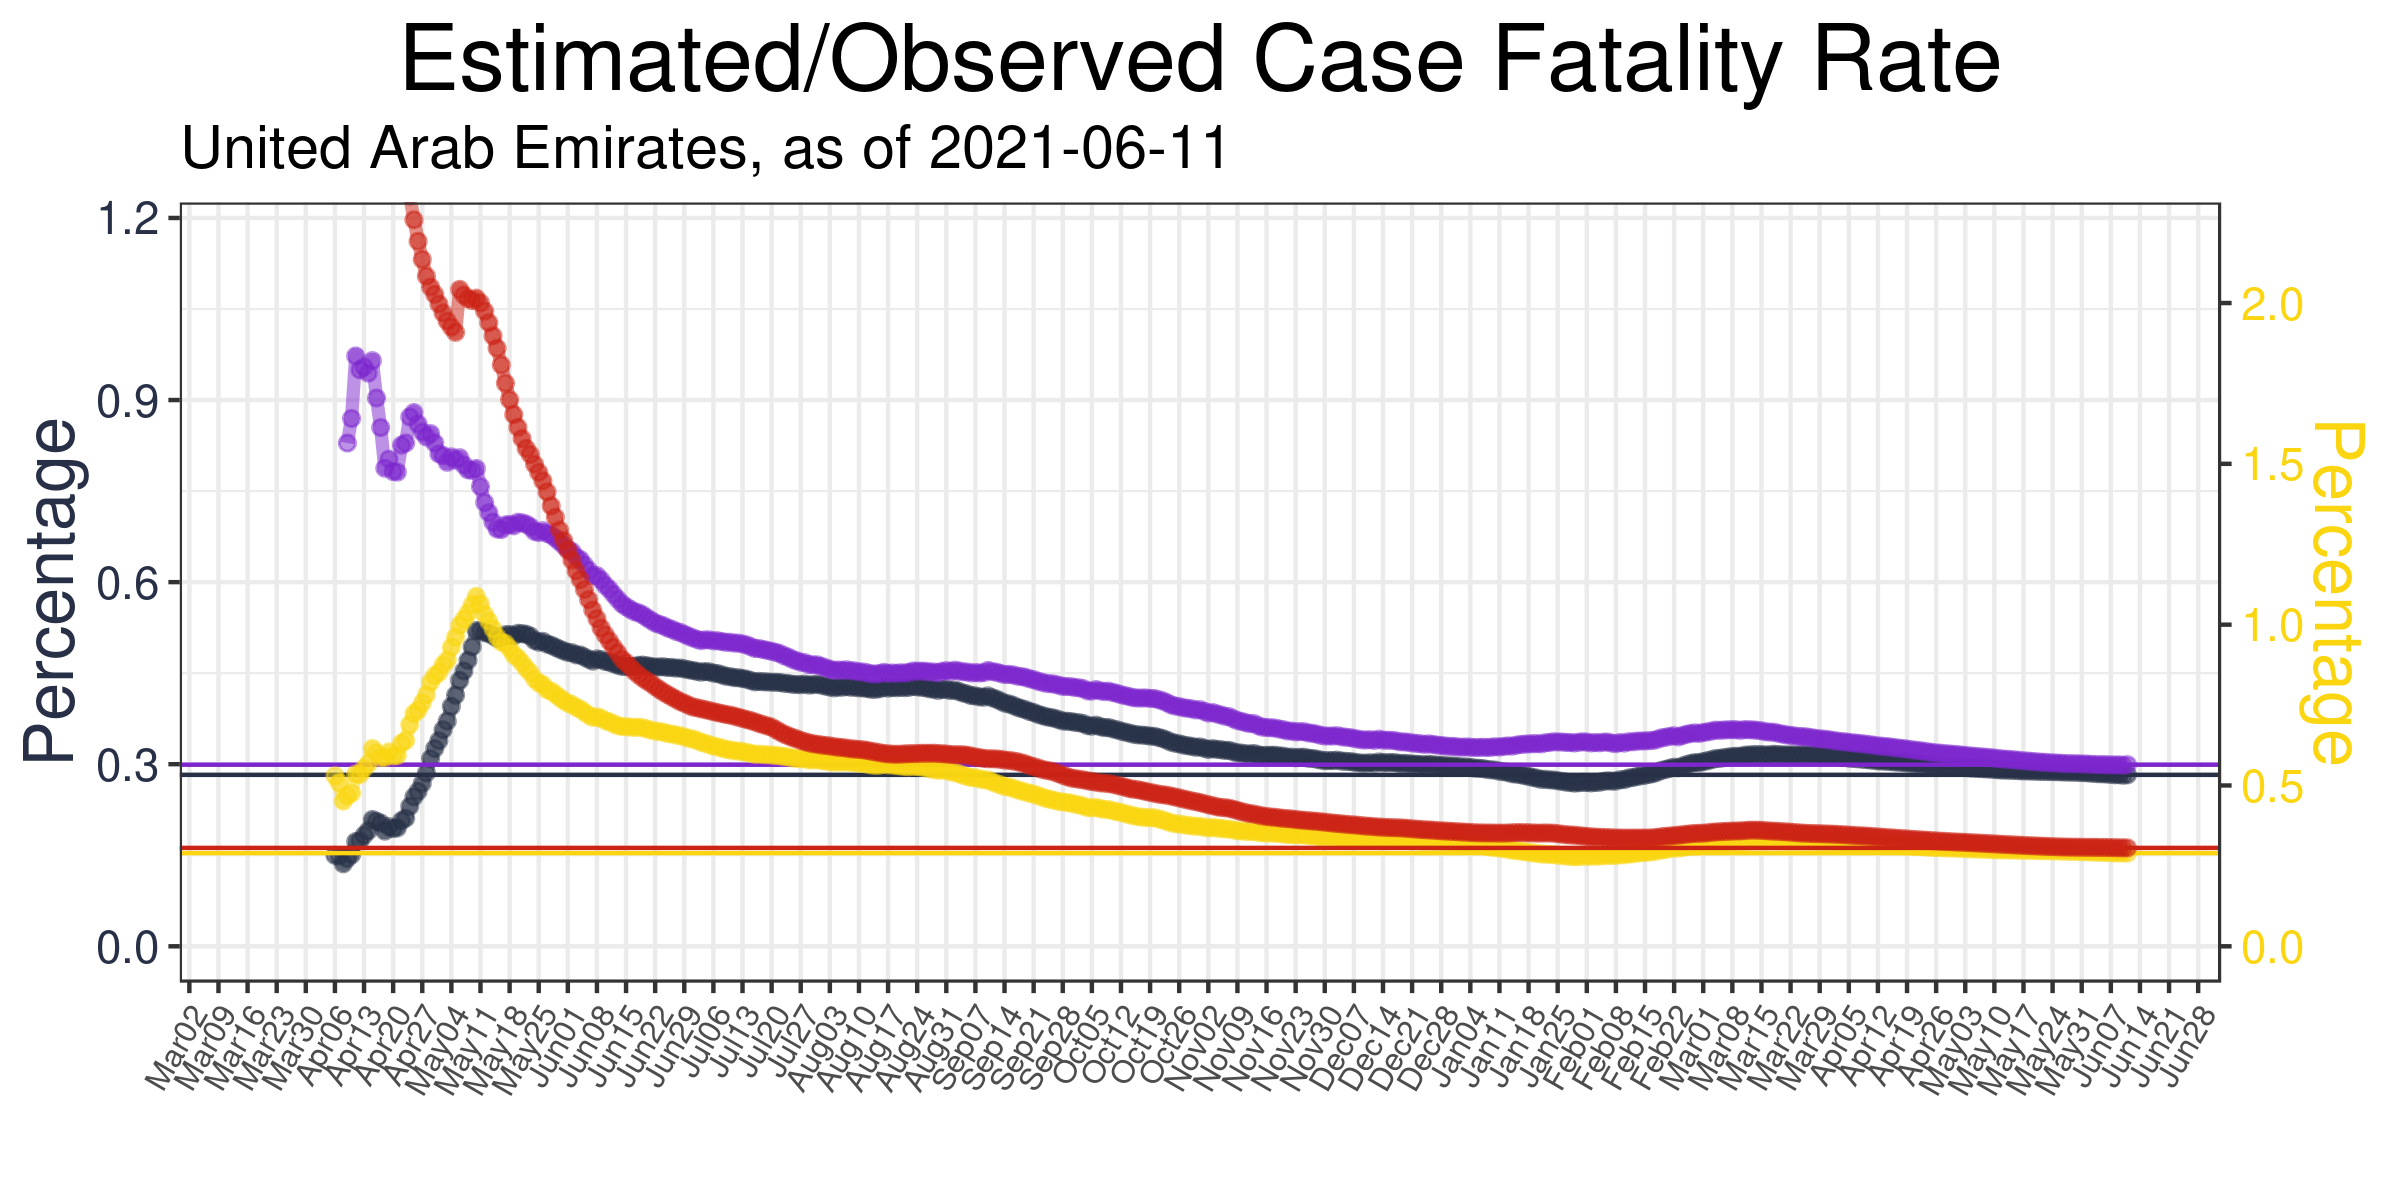 Estimated/Observed Case Fatality Rate
United Arab Emirates, as of 2021-06-11
Percentage
1.2
0.9
0.6
0.3
0.0
Percentage
2.0
1.5
1.0
0.5
0.0
Mar02
Mar09
Mar16
Mar23
Mar30
Apr06
Apr13
Apr20
Apr27
May04
May11
May18
May25
Jun01
Jun08
Jun15
Jun22
Jun29
Jul06
Jul13
Jul20
Jul27
Aug03
Aug10
Aug17
Aug24
Aug31
Sep07
Sep14
Sep21
Sep28
Oct05
Oct12
Oct19
Oct26
Nov02
Nov09
Nov16
Nov23
Nov30
Dec07
Dec14
Dec21
Dec28
Jan04
Jan11
Jan18
Jan25
Feb01
Feb08
Feb15
Feb22
Mar01
Mar08
Mar15
Mar22
Mar29
Apr05
Apr12
Apr19
Apr26
May03
May10
May17
May24
May31
Jun07
Jun14
Jun21
Jun28